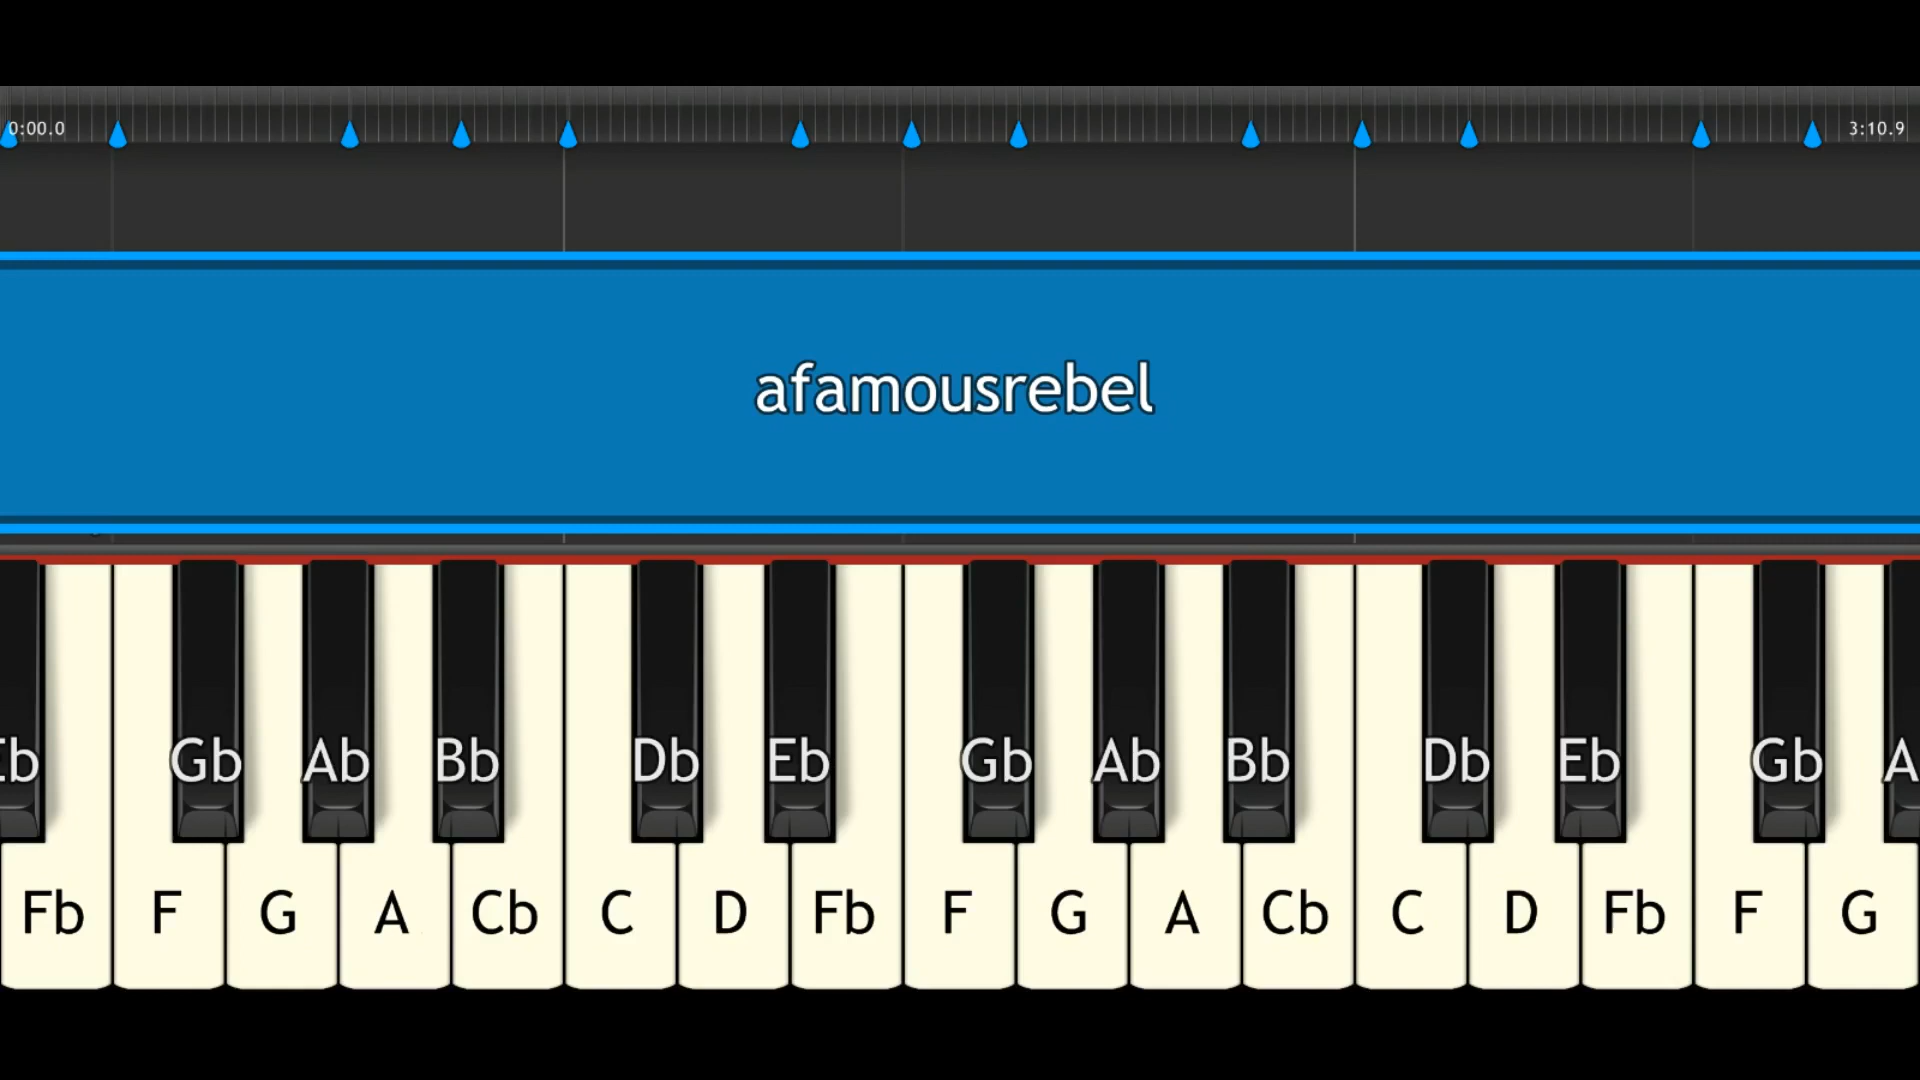 0:00.0 3:10.9
afamousrebel
Eb Gb Ab Bb Db Eb Gb Ab Bb Db Eb Gb A
Fb F G A Cb C D Fb F G A Cb C D Fb F G